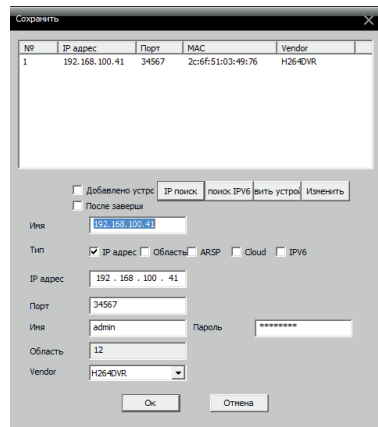 Сохранить
№ IP адрес Порт MAC Vendor
1 192.168.100.41 34567 2c:6f:51:03:49:76 H264DVR
Добавлено устрс IP поиск поиск IPV6 вить устрої Изменить
После заверши
Имя 192.168.100.41
Тип IP адрес Область ARSP Cloud IPV6
IP адрес 192 . 168 . 100 . 41
Порт 34567
Имя admin Пароль ********
Область 12
Vendor H264DVR
Ок Отмена